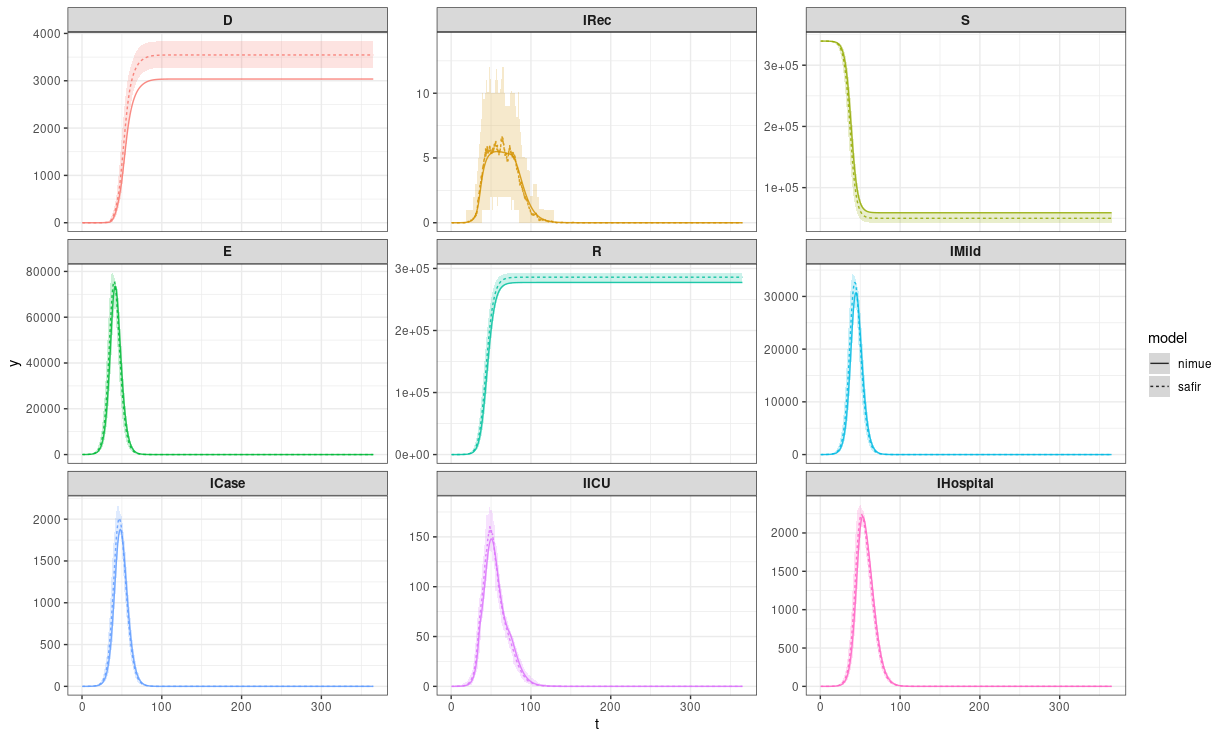 D
IRec
S
4000
3000
2000
1000
0
10
5
0
3e+05
2e+05
1e+05
E
R
IMild
80000
60000
40000
20000
0
3e+05
2e+05
1e+05
0e+00
30000
20000
10000
0
ICase
IICU
IHospital
2000
1500
1000
500
0
150
100
50
0
2000
1500
1000
500
0
0 100 200 300
0 100 200 300
0 100 200 300
t
y
model
nimue
safir